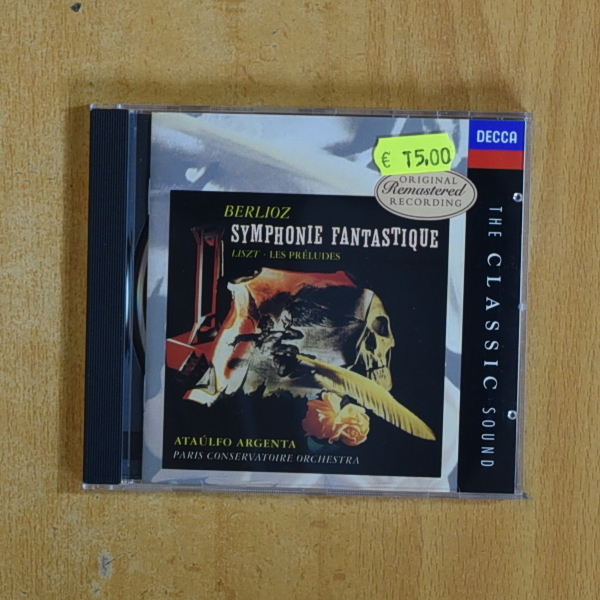 DECCA
€ 15.00
ORIGINAL
Remastered
RECORDING
BERLIOZ
SYMPHONIE FANTASTIQUE
LISZT · LES PRÉLUDES
ATAÚLFO ARGENTA
PARIS CONSERVATOIRE ORCHESTRA
THE CLASSIC SOUND